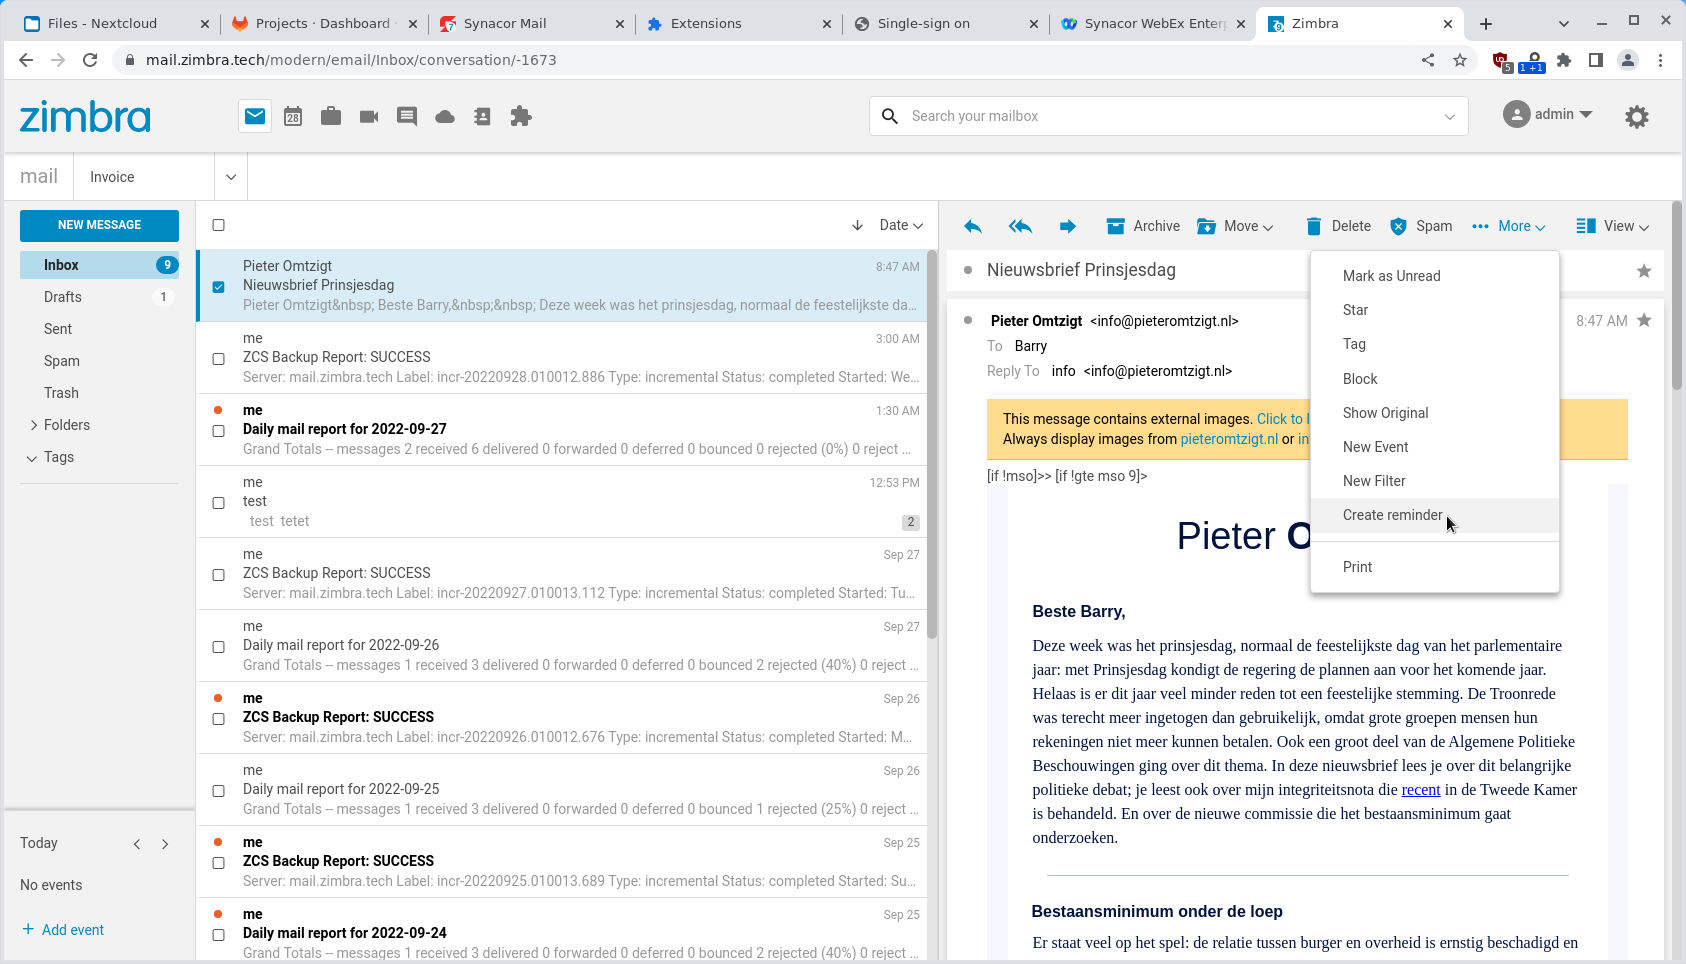 Files - Nextcloud
Projects · Dashboard ·
Synacor Mail
Extensions
Single-sign on
Synacor WebEx Enterp
Zimbra
mail.zimbra.tech/modern/email/Inbox/conversation/-1673
5
1 +1
zimbra
28
Search your mailbox
admin
mail
Invoice
NEW MESSAGE
Inbox 9
Drafts 1
Sent
Spam
Trash
Folders
Tags
Today
No events
+ Add event
Date
Pieter Omtzigt 8:47 AM
Nieuwsbrief Prinsjesdag
Pieter Omtzigt&nbsp; Beste Barry,&nbsp;&nbsp; Deze week was het prinsjesdag, normaal de feestelijkste da...
me 3:00 AM
ZCS Backup Report: SUCCESS
Server: mail.zimbra.tech Label: incr-20220928.010012.886 Type: incremental Status: completed Started: We...
me 1:30 AM
Daily mail report for 2022-09-27
Grand Totals -- messages 2 received 6 delivered 0 forwarded 0 deferred 0 bounced 0 rejected (0%) 0 reject ...
me 12:53 PM
test
test tetet 2
me Sep 27
ZCS Backup Report: SUCCESS
Server: mail.zimbra.tech Label: incr-20220927.010013.112 Type: incremental Status: completed Started: Tu...
me Sep 27
Daily mail report for 2022-09-26
Grand Totals -- messages 1 received 3 delivered 0 forwarded 0 deferred 0 bounced 2 rejected (40%) 0 reject ...
me Sep 26
ZCS Backup Report: SUCCESS
Server: mail.zimbra.tech Label: incr-20220926.010012.676 Type: incremental Status: completed Started: M...
me Sep 26
Daily mail report for 2022-09-25
Grand Totals -- messages 1 received 3 delivered 0 forwarded 0 deferred 0 bounced 1 rejected (25%) 0 reject ...
me Sep 25
ZCS Backup Report: SUCCESS
Server: mail.zimbra.tech Label: incr-20220925.010013.689 Type: incremental Status: completed Started: Su...
me Sep 25
Daily mail report for 2022-09-24
Grand Totals -- messages 1 received 3 delivered 0 forwarded 0 deferred 0 bounced 2 rejected (40%) 0 reject ...
Archive Move Delete Spam More View
Nieuwsbrief Prinsjesdag
Pieter Omtzigt <info@pieteromtzigt.nl> 8:47 AM
To Barry
Reply To info <info@pieteromtzigt.nl>
This message contains external images. Click to l
Always display images from pieteromtzigt.nl or in
[if !mso]>> [if !gte mso 9]>
Mark as Unread
Star
Tag
Block
Show Original
New Event
New Filter
Create reminder
Print
Pieter O
Beste Barry,
Deze week was het prinsjesdag, normaal de feestelijkste dag van het parlementaire
jaar: met Prinsjesdag kondigt de regering de plannen aan voor het komende jaar.
Helaas is er dit jaar veel minder reden tot een feestelijke stemming. De Troonrede
was terecht meer ingetogen dan gebruikelijk, omdat grote groepen mensen hun
rekeningen niet meer kunnen betalen. Ook een groot deel van de Algemene Politieke
Beschouwingen ging over dit thema. In deze nieuwsbrief lees je over dit belangrijke
politieke debat; je leest ook over mijn integriteitsnota die recent in de Tweede Kamer
is behandeld. En over de nieuwe commissie die het bestaansminimum gaat
onderzoeken.
Bestaansminimum onder de loep
Er staat veel op het spel: de relatie tussen burger en overheid is ernstig beschadigd en